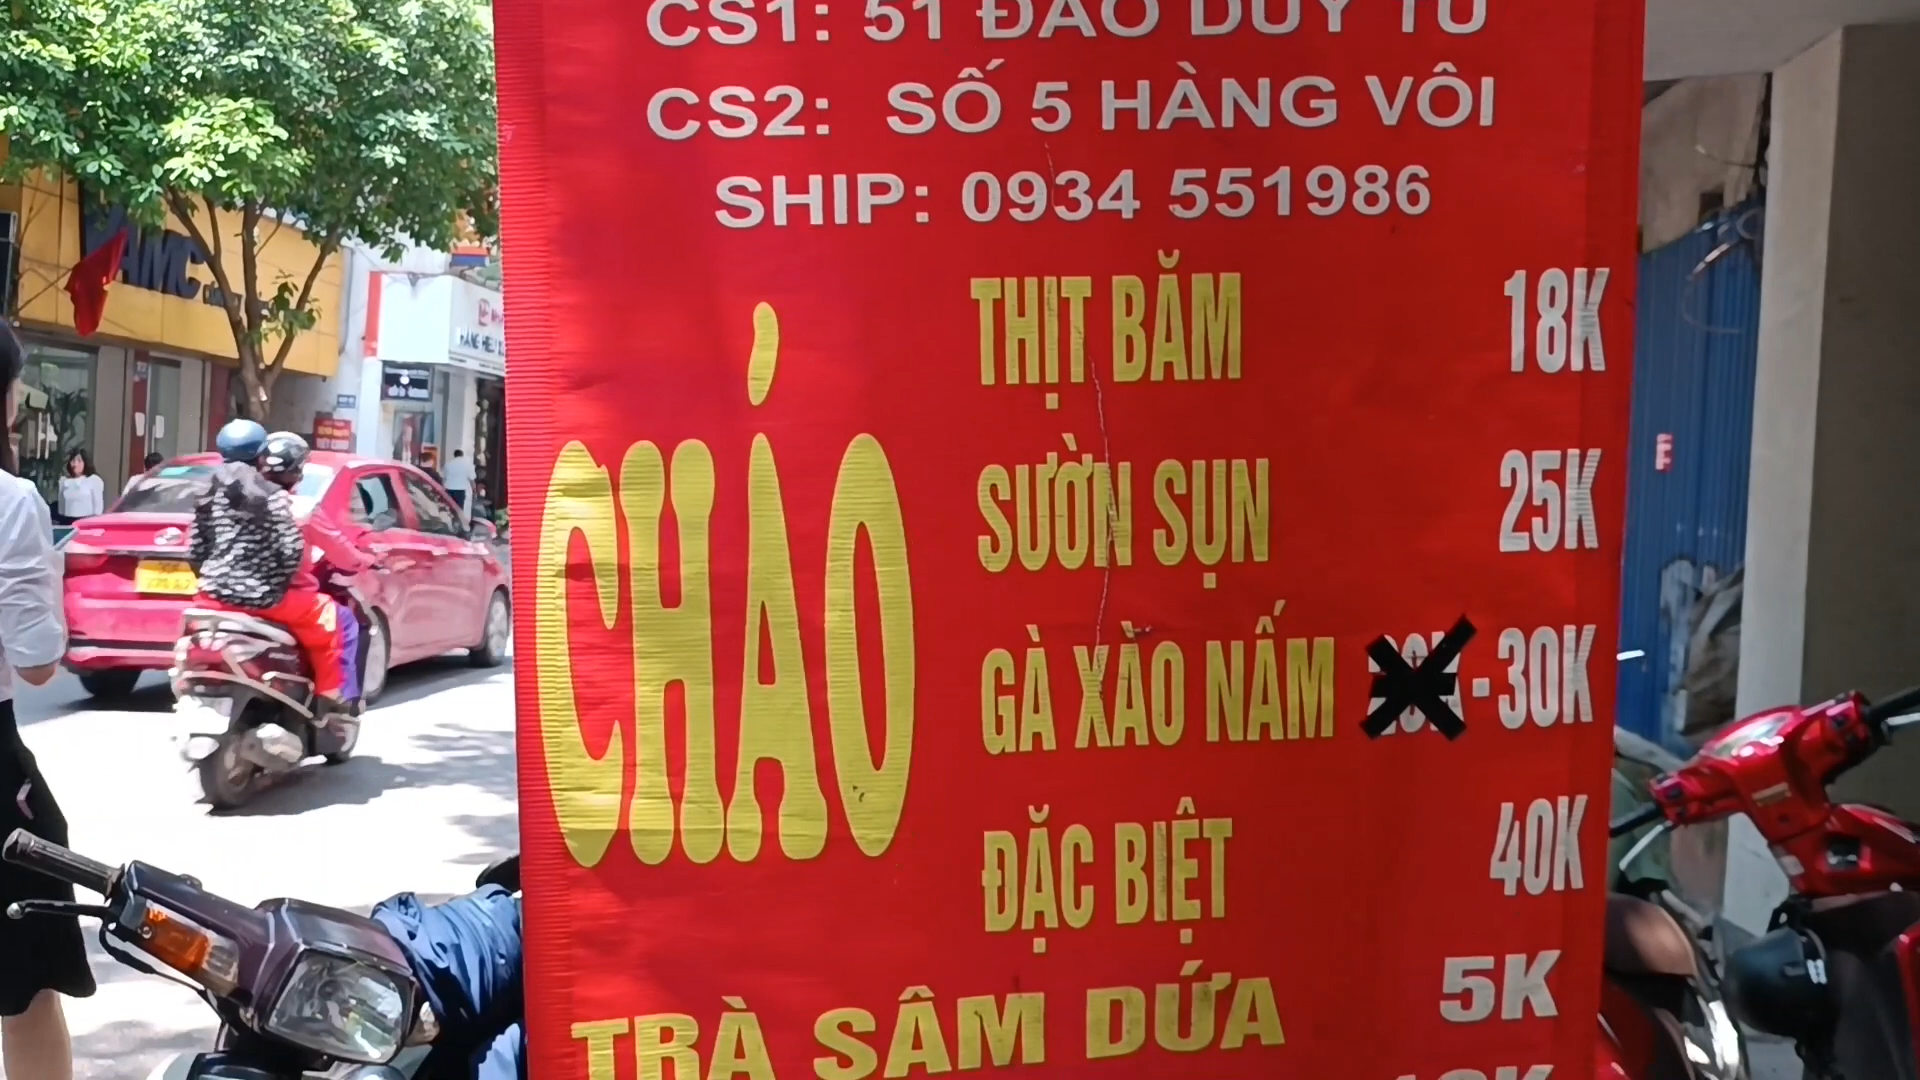 CS1: 51 ĐÀO DUY TỪ
CS2: SỐ 5 HÀNG VÔI
SHIP: 0934 551986
CHÁO
THỊT BĂM 18K
SƯỜN SỤN 25K
GÀ XÀO NẤM -30K
ĐẶC BIỆT 40K
TRÀ SÂM DỨA 5K
AMC